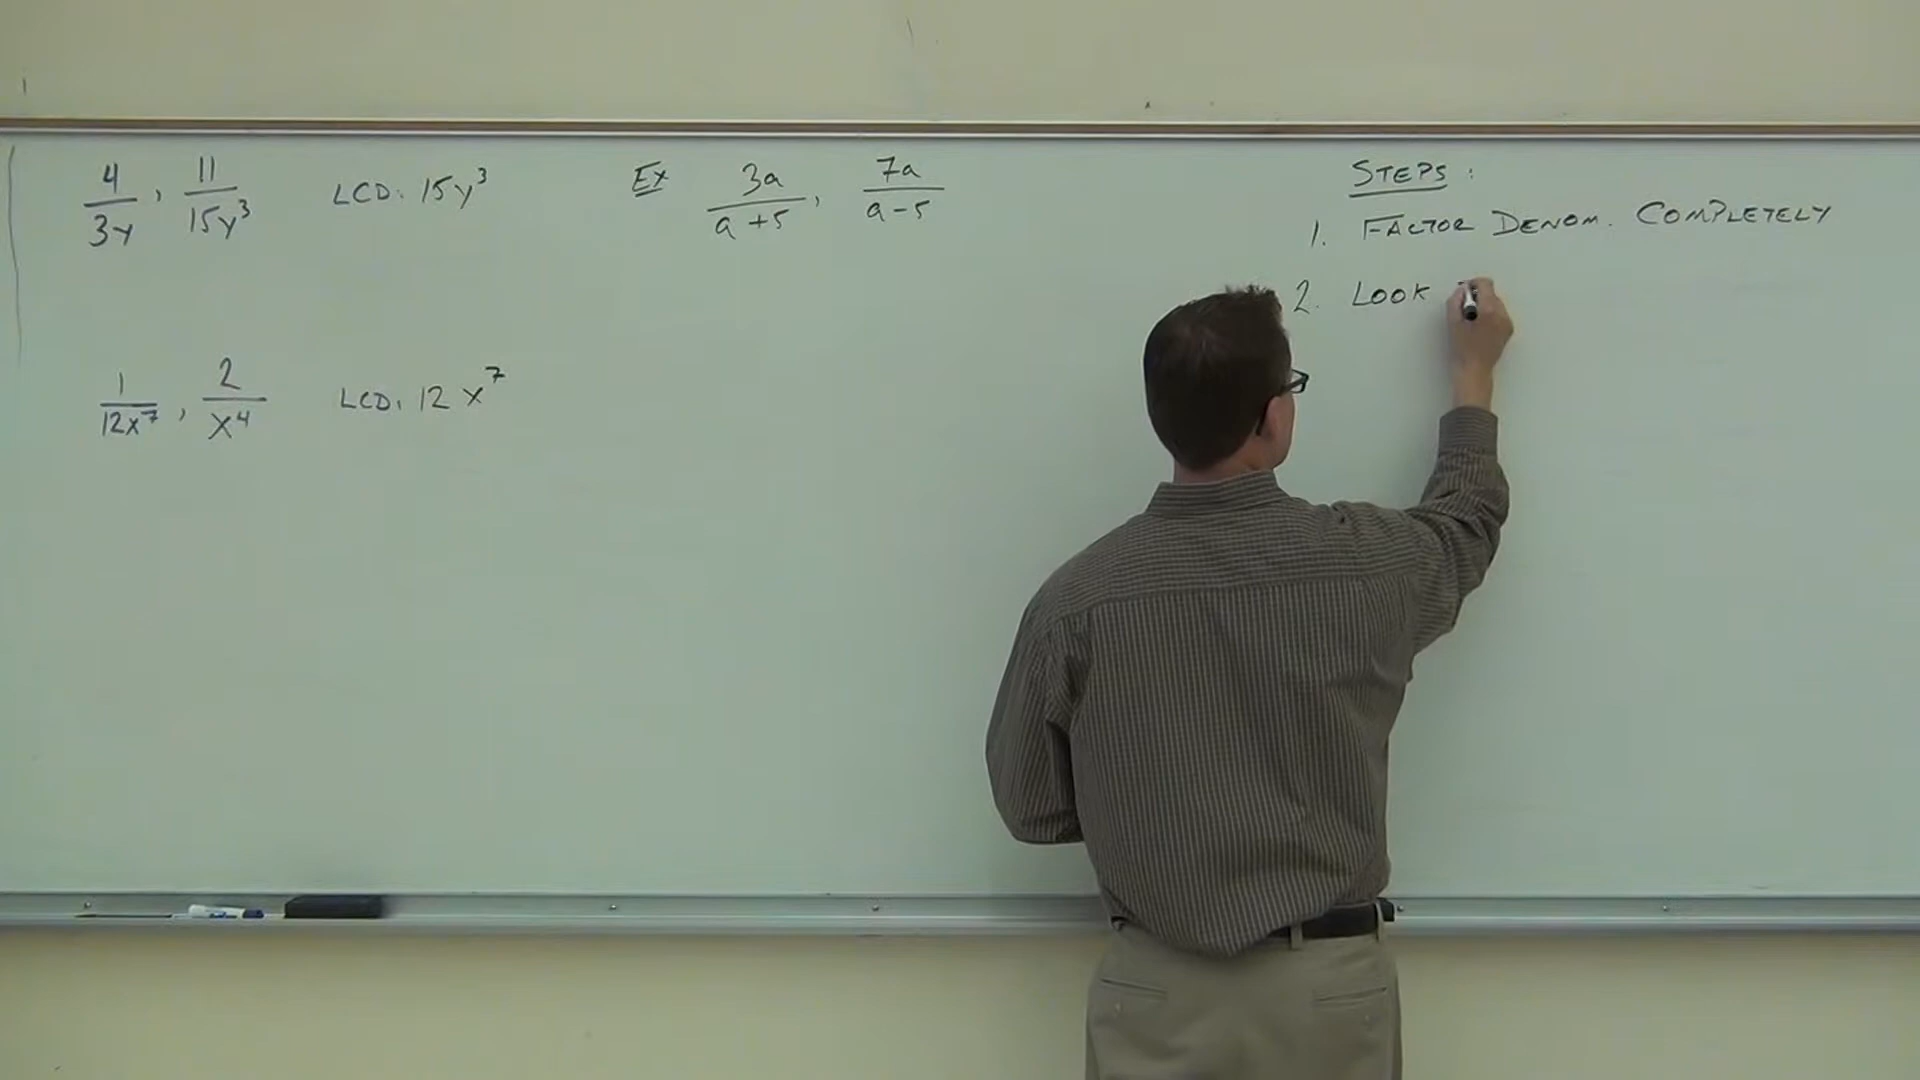 4/3y , 11/15y³ LCD: 15y³
1/12x⁷ , 2/x⁴ LCD: 12x⁷
Ex 3a/a+5 , 7a/a-5
STEPS:
1. FACTOR DENOM. COMPLETELY
2. LOOK